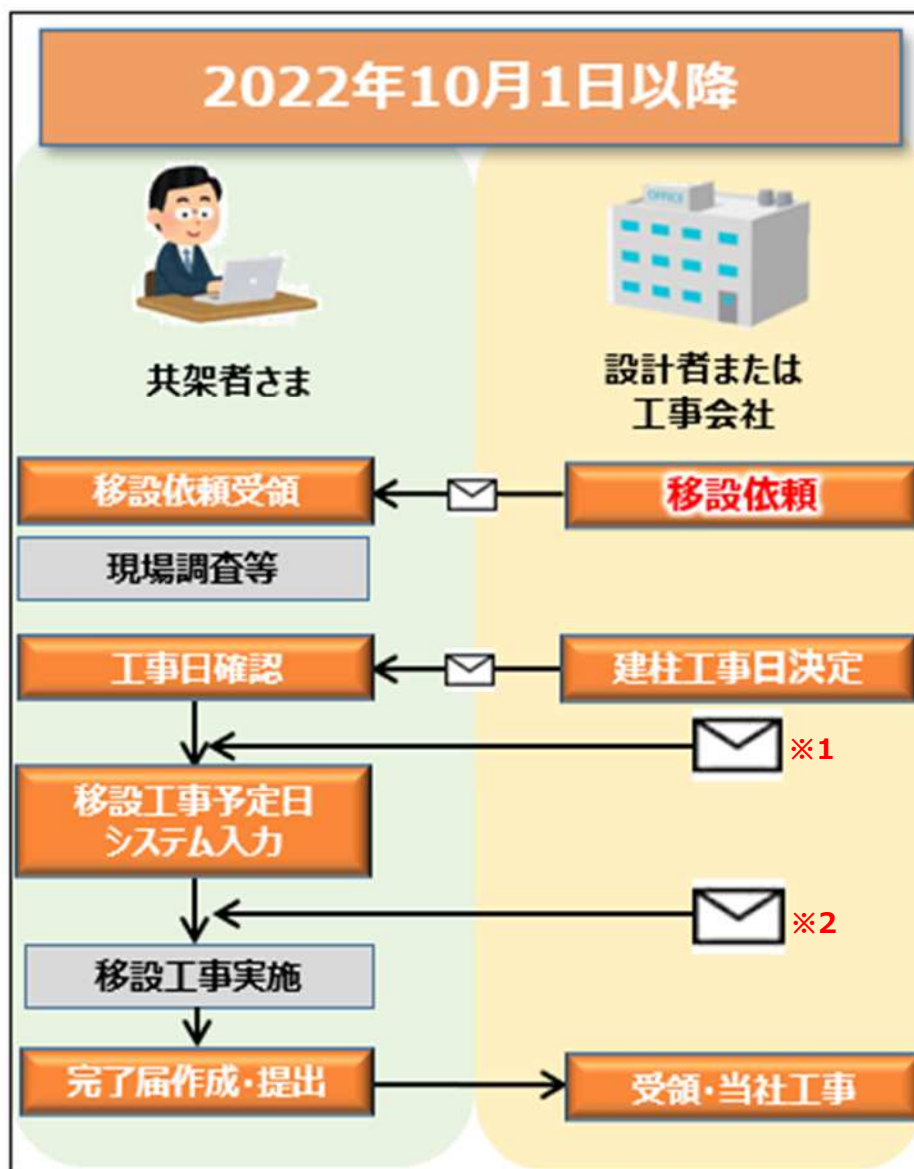 2022年10月1日以降
OFFICE
共架者さま
設計者または
工事会社
移設依頼受領
移設依頼
現場調査等
工事日確認
建柱工事日決定
※1
移設工事予定日
システム入力
※2
移設工事実施
完了届作成・提出
受領・当社工事